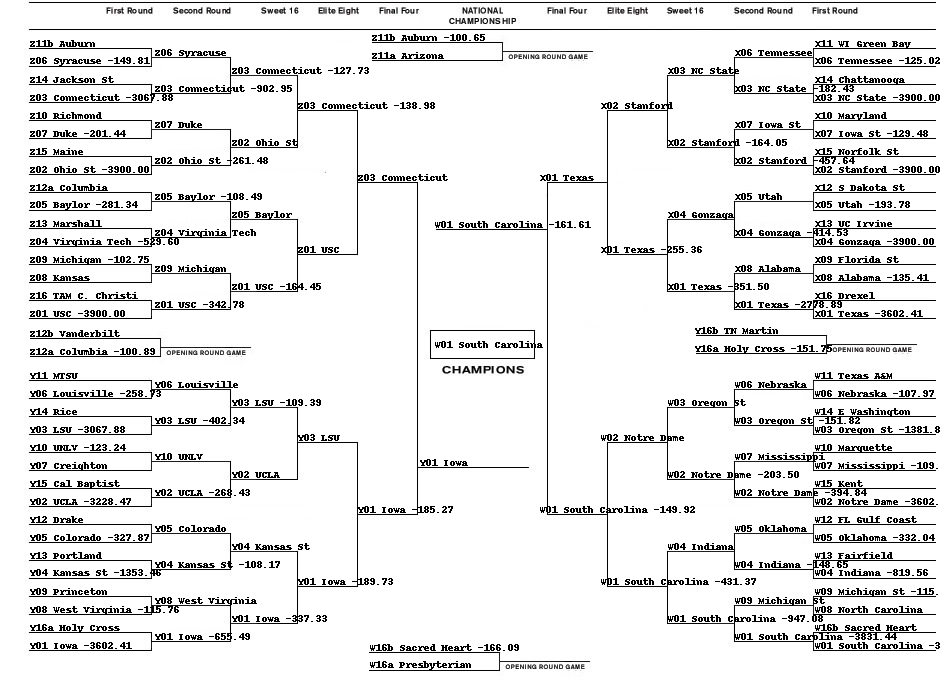 First Round Second Round Sweet 16 Elite Eight Final Four NATIONAL CHAMPIONSHIP Final Four Elite Eight Sweet 16 Second Round First Round
Z11b Auburn
Z06 Syracuse -149.81
Z14 Jackson St
Z03 Connecticut -3067.88
Z10 Richmond
Z07 Duke -201.44
Z15 Maine
Z02 Ohio St -3900.00
Z12a Columbia
Z05 Baylor -281.34
Z13 Marshall
Z04 Virginia Tech -529.60
Z09 Michigan -102.75
Z08 Kansas
Z16 TAM C. Christi
Z01 USC -3900.00
Z06 Syracuse
Z03 Connecticut -902.95
Z07 Duke
Z02 Ohio St -261.48
Z05 Baylor -108.49
Z04 Virginia Tech
Z09 Michigan
Z01 USC -342.78
Z03 Connecticut -127.73
Z02 Ohio St
Z05 Baylor
Z01 USC -164.45
Z03 Connecticut -138.98
Z01 USC
Z03 Connecticut
Z12b Vanderbilt
Z12a Columbia -100.89
OPENING ROUND GAME
Y11 MTSU
Y06 Louisville -258.73
Y14 Rice
Y03 LSU -3067.88
Y10 UNLV -123.24
Y07 Creighton
Y15 Cal Baptist
Y02 UCLA -3228.47
Y12 Drake
Y05 Colorado -327.87
Y13 Portland
Y04 Kansas St -1353.46
Y09 Princeton
Y08 West Virginia -115.76
Y16a Holy Cross
Y01 Iowa -3602.41
Y06 Louisville
Y03 LSU -402.34
Y10 UNLV
Y02 UCLA -268.43
Y05 Colorado
Y04 Kansas St -108.17
Y08 West Virginia
Y01 Iowa -655.49
Y03 LSU -109.39
Y02 UCLA
Y04 Kansas St
Y01 Iowa -337.33
Y03 LSU
Y01 Iowa -189.73
Y01 Iowa -185.27
Z11b Auburn -100.65
Z11a Arizona
OPENING ROUND GAME
W01 South Carolina -161.61
W01 South Carolina
CHAMPIONS
Y01 Iowa
W16b Sacred Heart -166.09
W16a Presbyterian
OPENING ROUND GAME
X01 Texas
X02 Stanford
X01 Texas -255.36
X03 NC State
X02 Stanford -164.05
X04 Gonzaga
X01 Texas -351.50
X06 Tennessee
X03 NC State -182.43
X07 Iowa St
X02 Stanford -457.64
X05 Utah
X04 Gonzaga -414.53
X08 Alabama
X01 Texas -2778.89
X11 WI Green Bay
X06 Tennessee -125.02
X14 Chattanooga
X03 NC State -3900.00
X10 Maryland
X07 Iowa St -129.48
X15 Norfolk St
X02 Stanford -3900.00
X12 S Dakota St
X05 Utah -193.78
X13 UC Irvine
X04 Gonzaga -3900.00
X09 Florida St
X08 Alabama -135.41
X16 Drexel
X01 Texas -3602.41
Y16b TN Martin
Y16a Holy Cross -151.75
OPENING ROUND GAME
W01 South Carolina -149.92
W02 Notre Dame
W01 South Carolina -431.37
W03 Oregon St
W02 Notre Dame -203.50
W04 Indiana
W01 South Carolina -947.08
W06 Nebraska
W03 Oregon St -151.82
W07 Mississippi
W02 Notre Dame -394.84
W05 Oklahoma
W04 Indiana -148.65
W09 Michigan St
W01 South Carolina -3831.44
W11 Texas A&M
W06 Nebraska -107.97
W14 E Washington
W03 Oregon St -1381.8
W10 Marquette
W07 Mississippi -109.
W15 Kent
W02 Notre Dame -3602.
W12 FL Gulf Coast
W05 Oklahoma -332.04
W13 Fairfield
W04 Indiana -819.56
W09 Michigan St -115.
W08 North Carolina
W16b Sacred Heart
W01 South Carolina -3